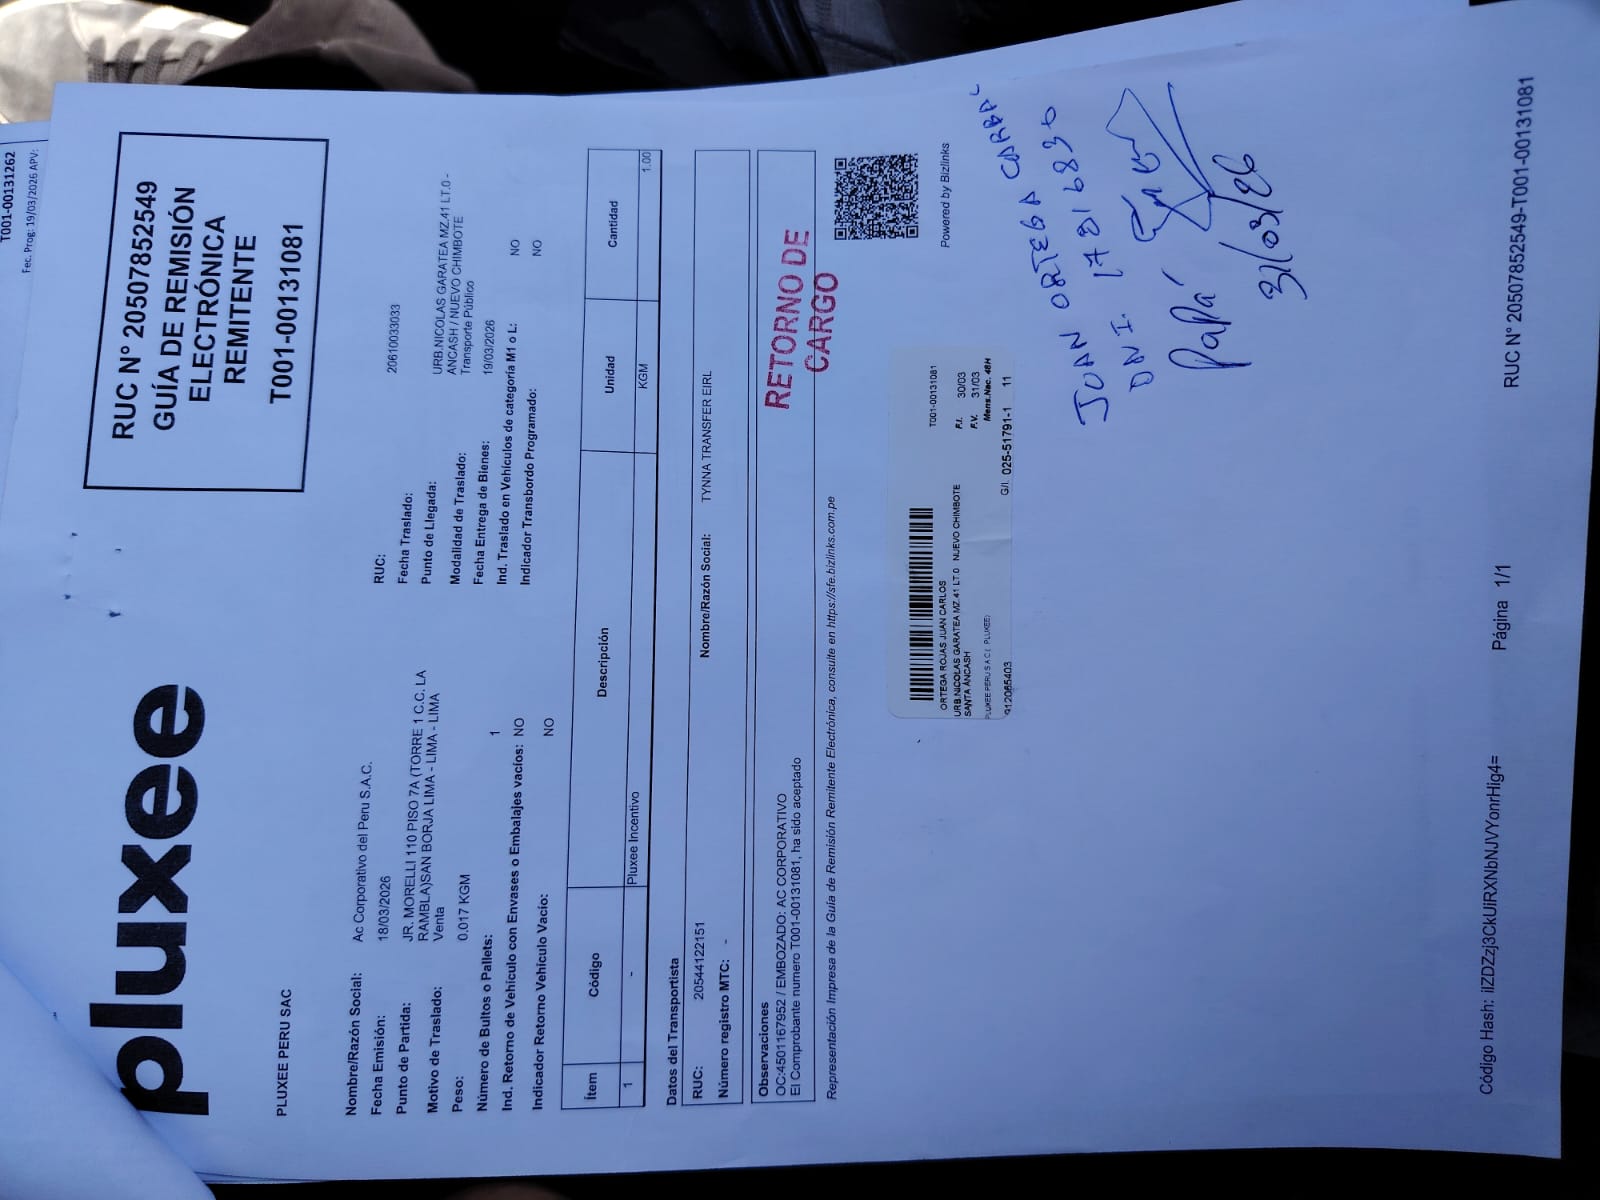 T001-00131262
Fec. Prog: 19/03/2026 APV:
pluxee
RUC N° 20507852549
GUÍA DE REMISIÓN
ELECTRÓNICA
REMITENTE
T001-00131081
PLUXEE PERU SAC
Nombre/Razón Social: Ac Corporativo del Peru S.A.C.
RUC: 20610033033
Fecha Emisión: 18/03/2026
Fecha Traslado:
Punto de Partida: JR. MORELLI 110 PISO 7A (TORRE 1 C.C. LA
RAMBLA)SAN BORJA LIMA - LIMA - LIMA
Punto de Llegada: URB.NICOLAS GARATEA MZ.41 LT.0 -
ANCASH / NUEVO CHIMBOTE
Motivo de Traslado: Venta
Modalidad de Traslado: Transporte Público
Peso: 0.017 KGM
Fecha Entrega de Bienes: 19/03/2026
Número de Bultos o Pallets: 1
Ind. Traslado en Vehículos de categoría M1 o L: NO
Ind. Retorno de Vehículo con Envases o Embalajes vacíos: NO
Indicador Transbordo Programado: NO
Indicador Retorno Vehículo Vacío: NO
Ítem Código Descripción Unidad Cantidad
1 - Pluxee Incentivo KGM 1.00
Datos del Transportista
RUC: 20544122151 Nombre/Razón Social: TYNNA TRANSFER EIRL
Número registro MTC: -
Observaciones
OC:4501167952 / EMBOZADO: AC CORPORATIVO
El Comprobante numero T001-00131081, ha sido aceptado
RETORNO DE
CARGO
Representación Impresa de la Guía de Remisión Remitente Electrónica, consulte en https://sfe.bizlinks.com.pe
Powered by Bizlinks
T001-00131081
ORTEGA ROJAS JUAN CARLOS
URB.NICOLAS GARATEA MZ.41 LT.0 NUEVO CHIMBOTE
SANTA ÁNCASH
F.I. 30/03
F.V. 31/03
PLUXEE PERU S A C ( PLUXEE)
Mens.Nac. 48H
912065403
G/I. 025-51791-1 11
JUAN ORTEGA
DNI. 17816836
Papá
31/03/26
Código Hash: iIZDZzj3CkUiRXNbNJVYonrHig4=
Página 1/1
RUC N° 20507852549-T001-00131081